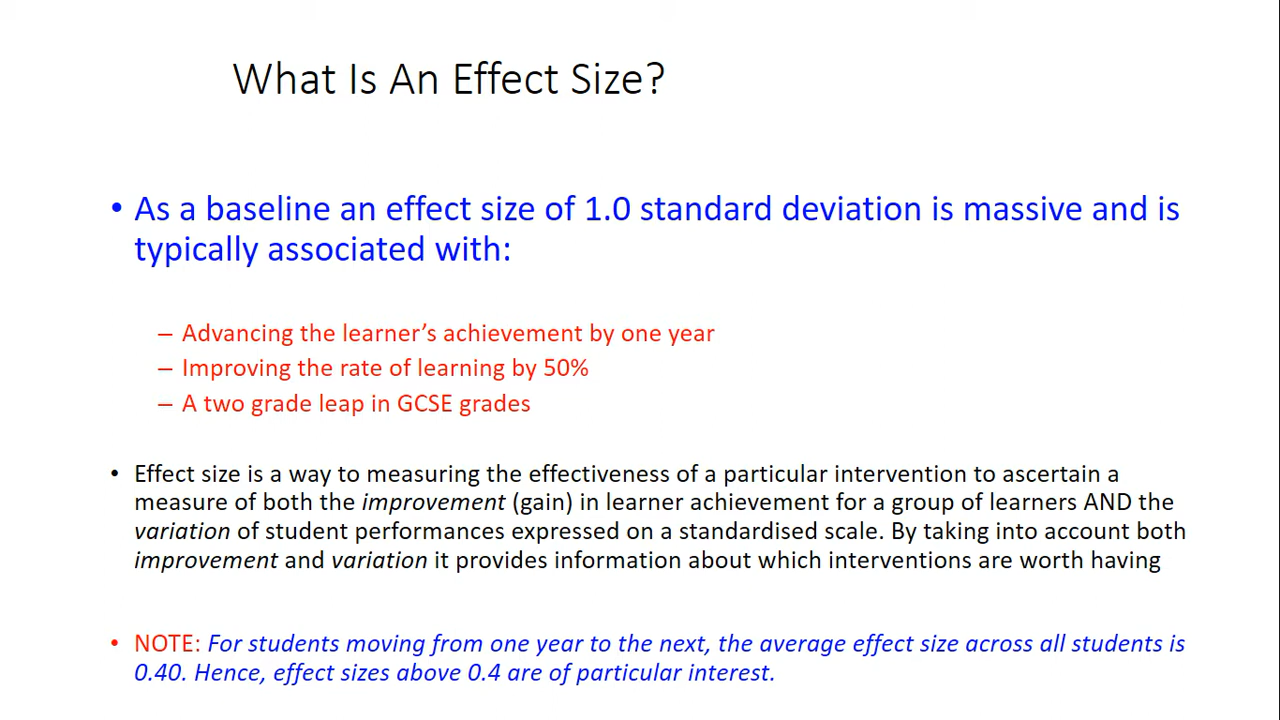 What Is An Effect Size?
• As a baseline an effect size of 1.0 standard deviation is massive and is
typically associated with:
– Advancing the learner’s achievement by one year
– Improving the rate of learning by 50%
– A two grade leap in GCSE grades
• Effect size is a way to measuring the effectiveness of a particular intervention to ascertain a
measure of both the improvement (gain) in learner achievement for a group of learners AND the
variation of student performances expressed on a standardised scale. By taking into account both
improvement and variation it provides information about which interventions are worth having
• NOTE: For students moving from one year to the next, the average effect size across all students is
0.40. Hence, effect sizes above 0.4 are of particular interest.